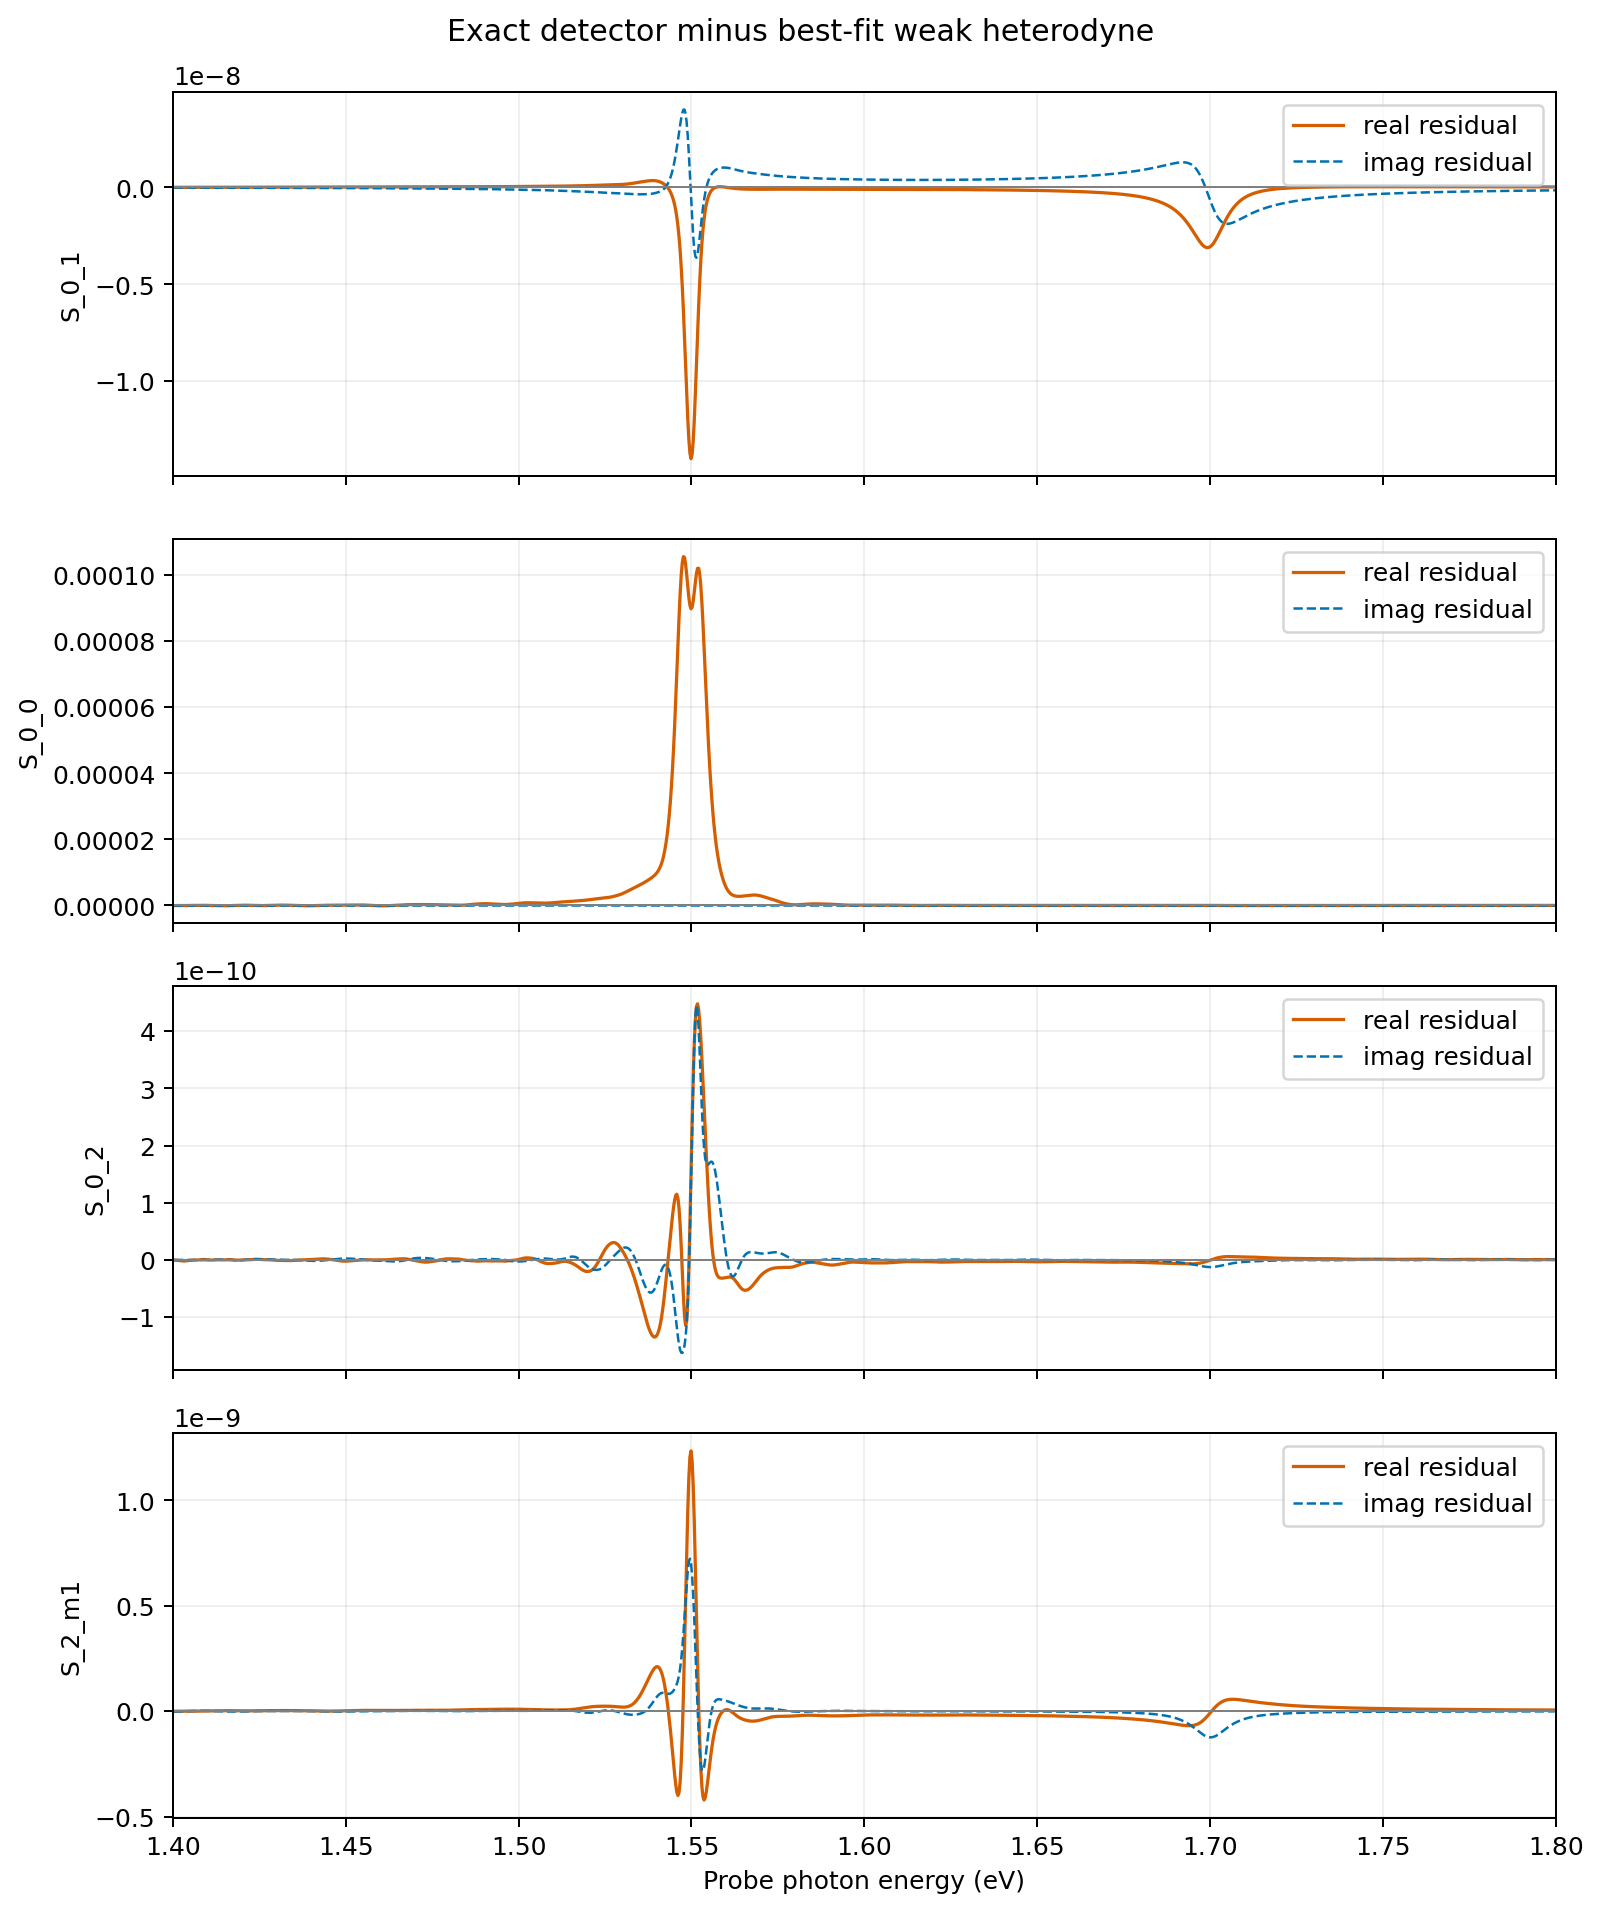 Exact detector minus best-fit weak heterodyne
1e−8
real residual
imag residual
0.0
−0.5
−1.0
S_0_1
real residual
imag residual
0.00010
0.00008
0.00006
0.00004
0.00002
0.00000
S_0_0
1e−10
real residual
imag residual
4
3
2
1
0
−1
S_0_2
1e−9
real residual
imag residual
1.0
0.5
0.0
−0.5
S_2_m1
1.40 1.45 1.50 1.55 1.60 1.65 1.70 1.75 1.80
Probe photon energy (eV)